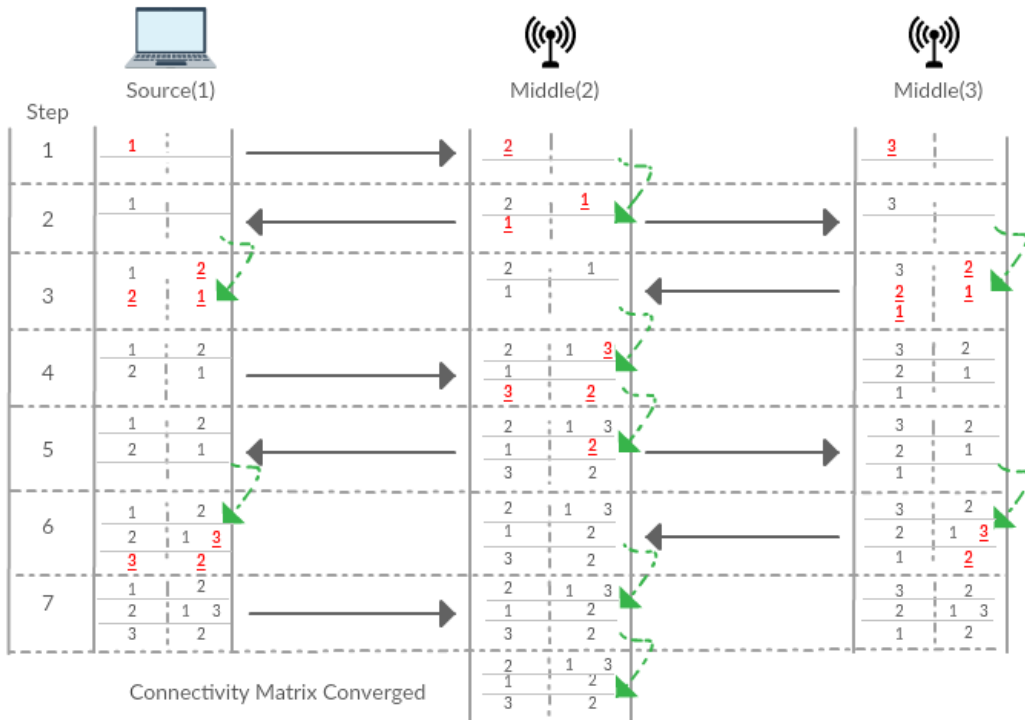 Source(1) Middle(2) Middle(3)
Step
1 1 2 3
2 1 2 1 3
1
3 1 2 2 1 3 2
2 1 1 2 1
1
4 1 2 2 1 3 3 2
2 1 1 2 1
3 2 1
5 1 2 2 1 3 3 2
2 1 1 2 2 1
3 2 1
6 1 2 2 1 3 3 2
2 1 3 1 2 2 1 3
3 2 3 2 1 2
7 1 2 2 1 3 3 2
2 1 3 1 2 2 1 3
3 2 3 2 1 2
2 1 3
1 2
3 2
Connectivity Matrix Converged